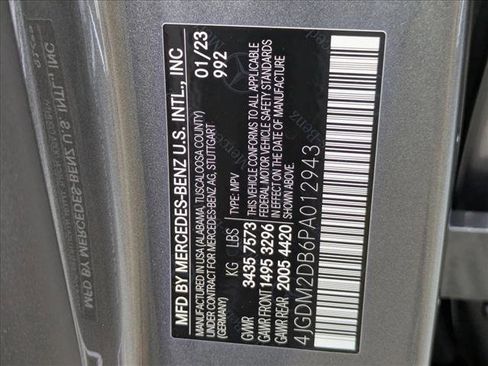 MFD BY MERCEDES-BENZ U.S. INTL., INC
MANUFACTURED IN USA (ALABAMA, TUSCALOOSA COUNTY)
UNDER CONTRACT FOR MERCEDES-BENZ AG, STUTTGART
(GERMANY)
01/23
992
TYPE: MPV
KG LBS
GVWR 3435 7573
GAWR FRONT 1495 3296
GAWR REAR 2005 4420
THIS VEHICLE CONFORMS TO ALL APPLICABLE
FEDERAL MOTOR VEHICLE SAFETY STANDARDS
IN EFFECT ON THE DATE OF MANUFACTURE
SHOWN ABOVE.
4JGDM2DB6PA012943